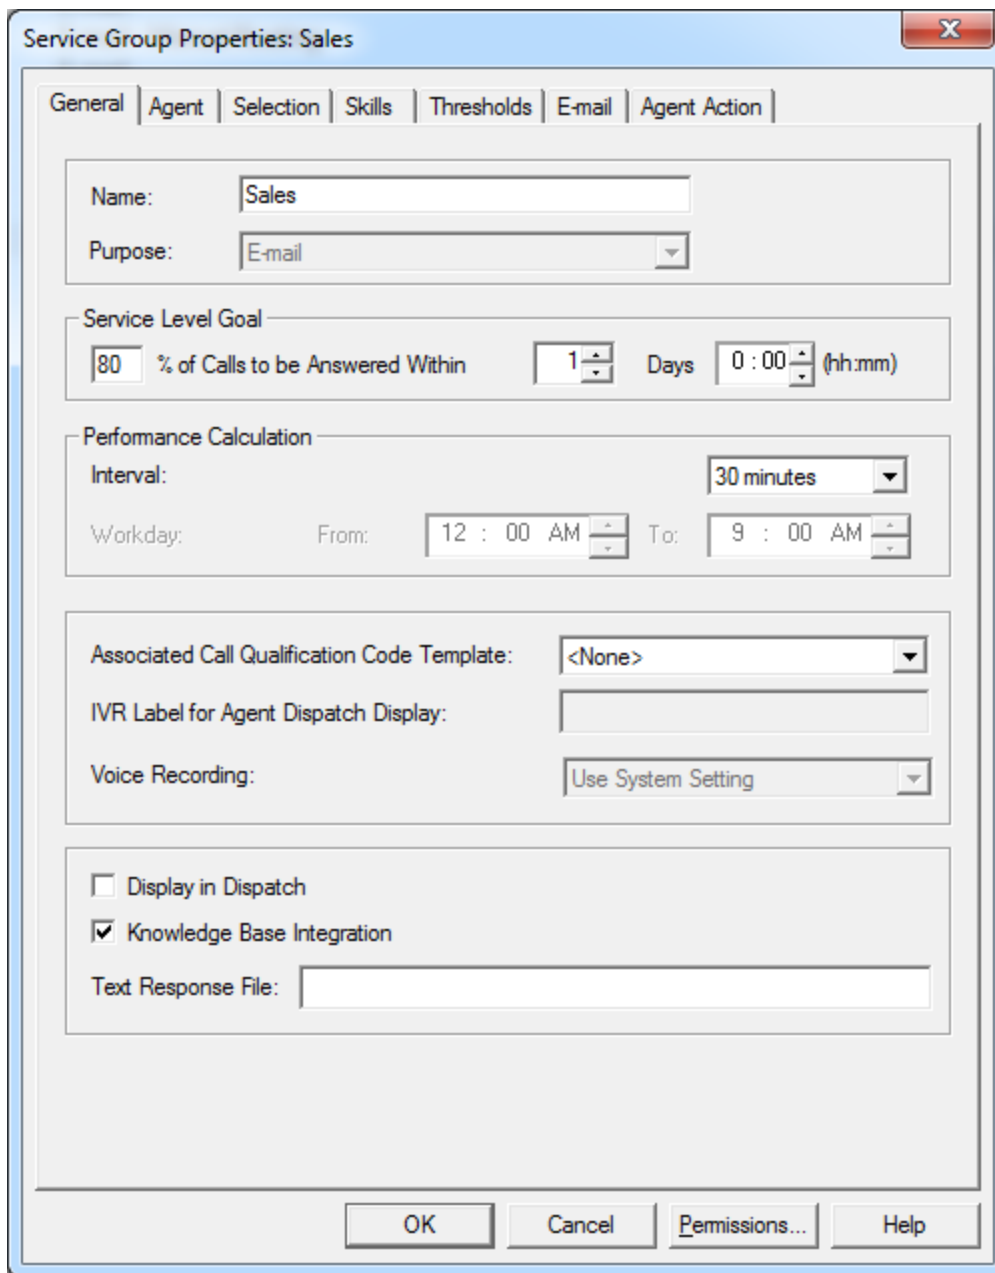 Service Group Properties: Sales
General Agent Selection Skills Thresholds E-mail Agent Action
Name: Sales
Purpose: E-mail
Service Level Goal
80 % of Calls to be Answered Within 1 Days 0:00 (hh:mm)
Performance Calculation
Interval: 30 minutes
Workday: From: 12 : 00 AM To: 9 : 00 AM
Associated Call Qualification Code Template: <None>
IVR Label for Agent Dispatch Display:
Voice Recording: Use System Setting
Display in Dispatch
Knowledge Base Integration
Text Response File:
OK Cancel Permissions... Help